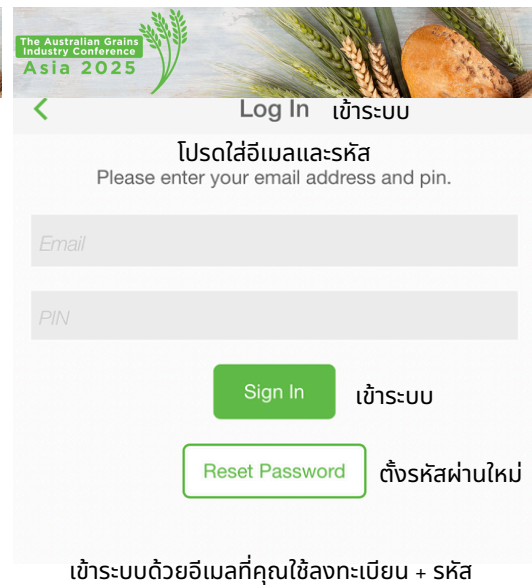 The Australian Grains
Industry Conference
Asia 2025
Log In เข้าระบบ
โปรดใส่อีเมลและรหัส
Please enter your email address and pin.
Email
PIN
Sign In เข้าระบบ
Reset Password ตั้งรหัสผ่านใหม่
เข้าระบบด้วยอีเมลที่คุณใช้ลงทะเบียน + รหัส